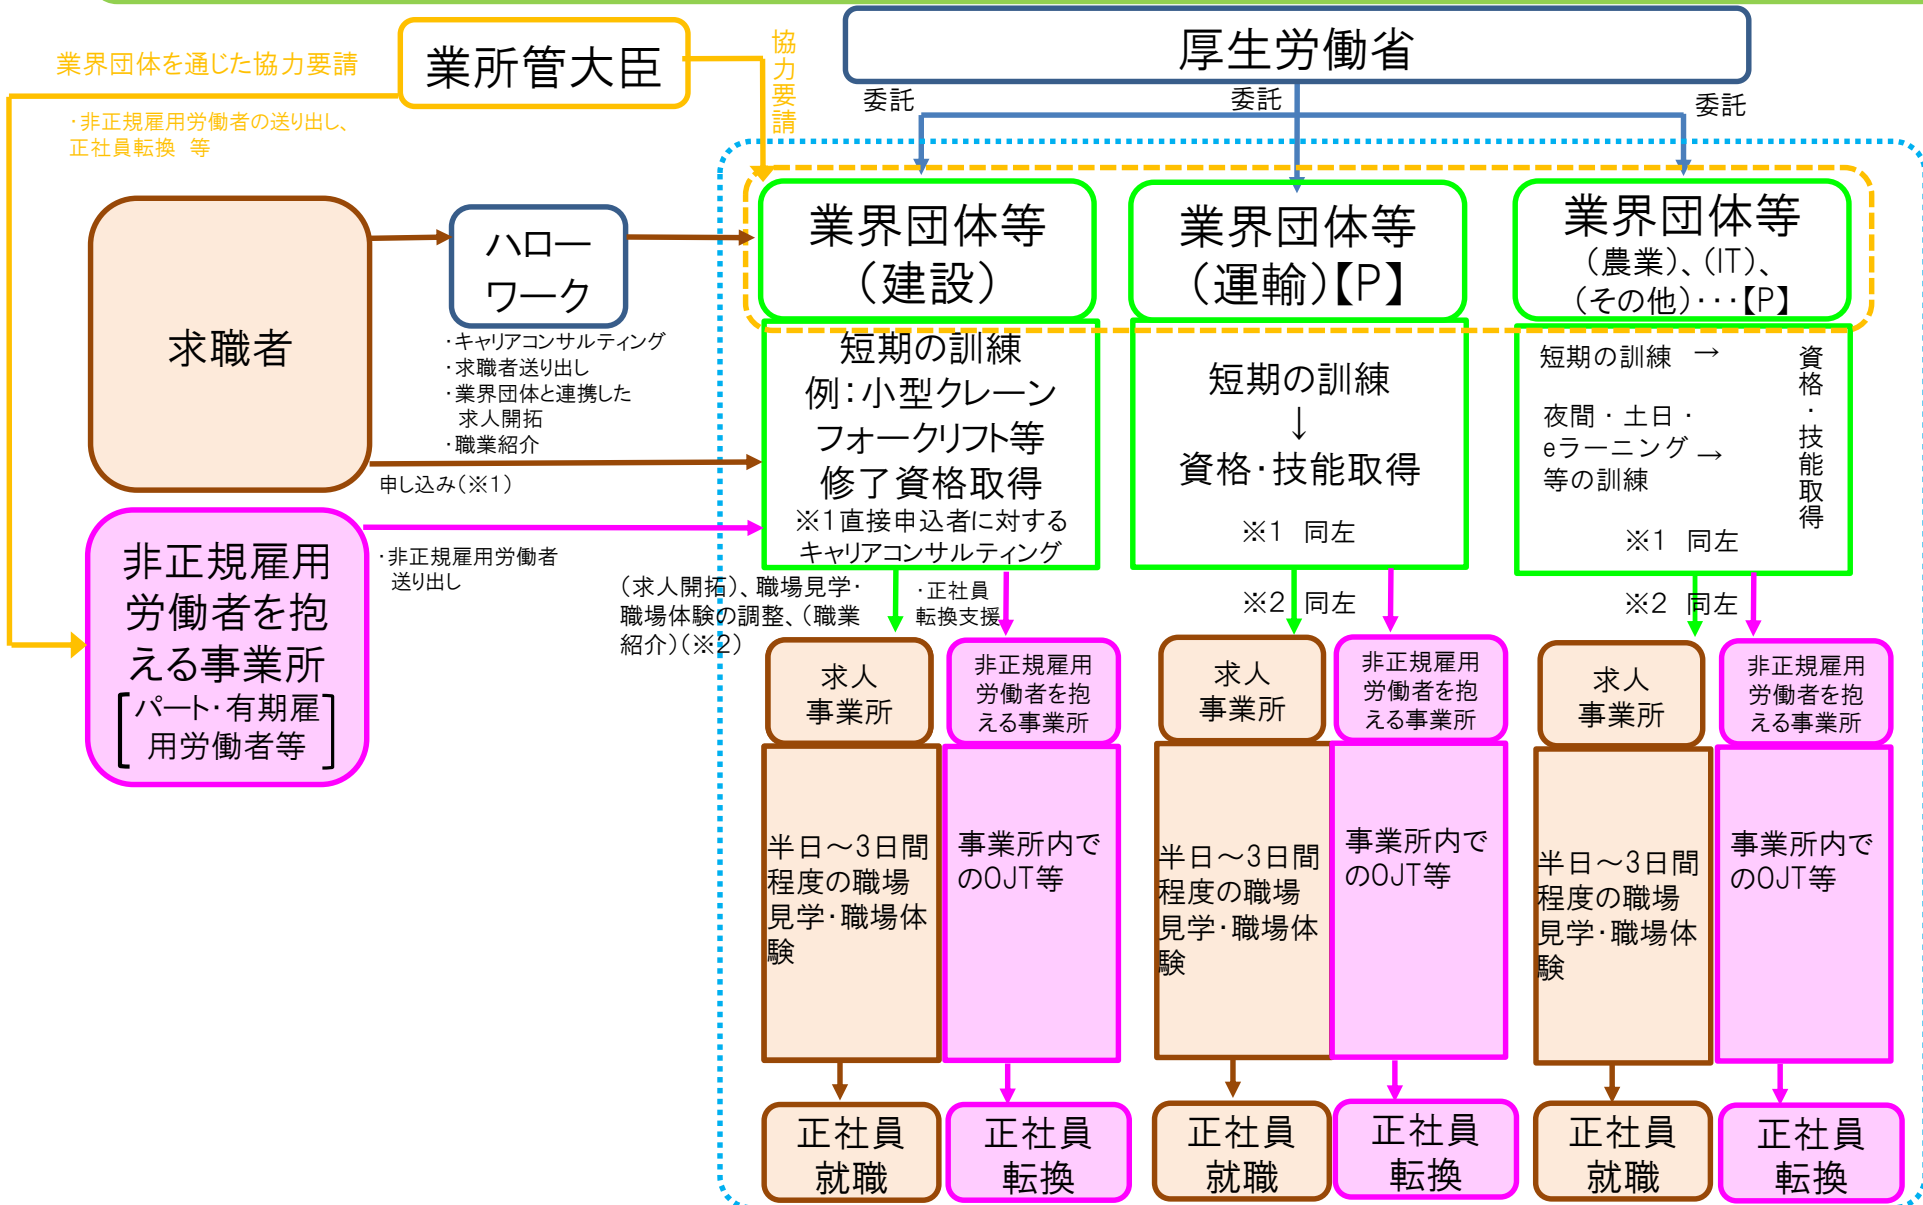 業界団体を通じた協力要請
業所管大臣
協力要請
厚生労働省
・非正規雇用労働者の送り出し、
正社員転換 等
委託
委託
委託
求職者
ハロー
ワーク
・キャリアコンサルティング
・求職者送り出し
・業界団体と連携した
求人開拓
・職業紹介
申し込み(※1)
非正規雇用
労働者を抱
える事業所
パート・有期雇
用労働者等
・非正規雇用労働者
送り出し
業界団体等
(建設)
短期の訓練
例:小型クレーン
フォークリフト等
修了資格取得
※1直接申込者に対する
キャリアコンサルティング
業界団体等
(運輸)【P】
短期の訓練
↓
資格・技能取得
※1 同左
業界団体等
(農業)、(IT)、
(その他)・・・【P】
短期の訓練 →
夜間・土日・
eラーニング →
等の訓練
資格・技能取得
※1 同左
(求人開拓)、職場見学・
職場体験の調整、(職業
紹介)(※2)
・正社員
転換支援
※2 同左
※2 同左
求人
事業所
非正規雇用
労働者を抱
える事業所
求人
事業所
非正規雇用
労働者を抱
える事業所
求人
事業所
非正規雇用
労働者を抱
える事業所
半日～3日間
程度の職場
見学・職場体
験
事業所内で
のOJT等
半日～3日間
程度の職場
見学・職場体
験
事業所内で
のOJT等
半日～3日間
程度の職場
見学・職場体
験
事業所内で
のOJT等
正社員
就職
正社員
転換
正社員
就職
正社員
転換
正社員
就職
正社員
転換